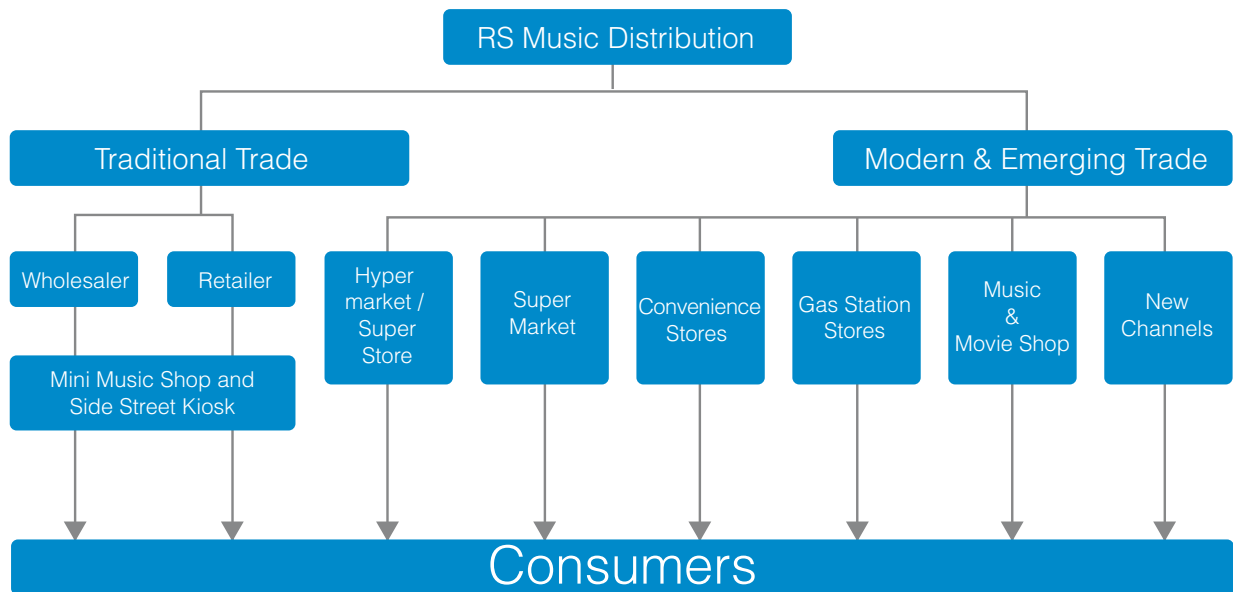 RS Music Distribution
Traditional Trade
Modern & Emerging Trade
Wholesaler
Retailer
Hyper
market /
Super
Store
Super
Market
Convenience
Stores
Gas Station
Stores
Music
&
Movie Shop
New
Channels
Mini Music Shop and
Side Street Kiosk
Consumers